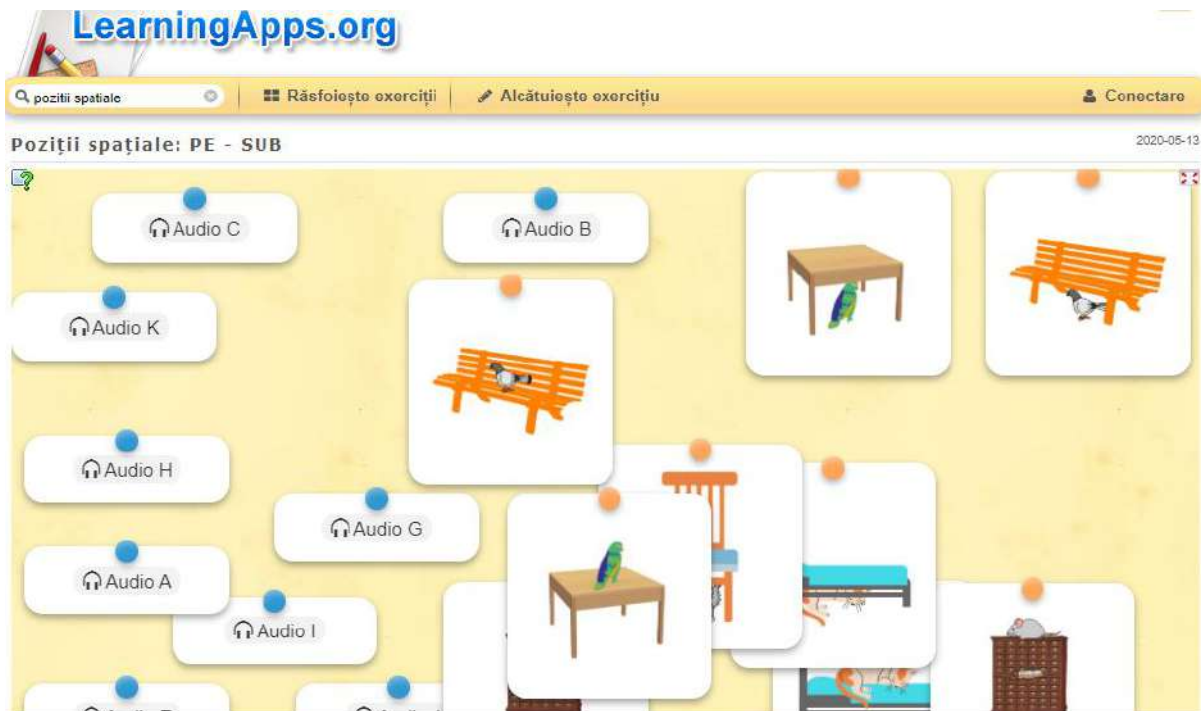 LearningApps.org
pozitii spatiale
Răsfoiește exerciții
Alcătuiește exercițiu
Conectare
Poziții spațiale: PE - SUB
2020-05-13
Audio C
Audio B
Audio K
Audio H
Audio G
Audio A
Audio I